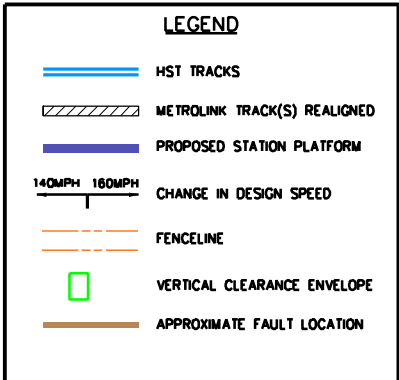 LEGEND
HST TRACKS
METROLINK TRACK(S) REALIGNED
PROPOSED STATION PLATFORM
140MPH 160MPH CHANGE IN DESIGN SPEED
FENCELINE
VERTICAL CLEARANCE ENVELOPE
APPROXIMATE FAULT LOCATION